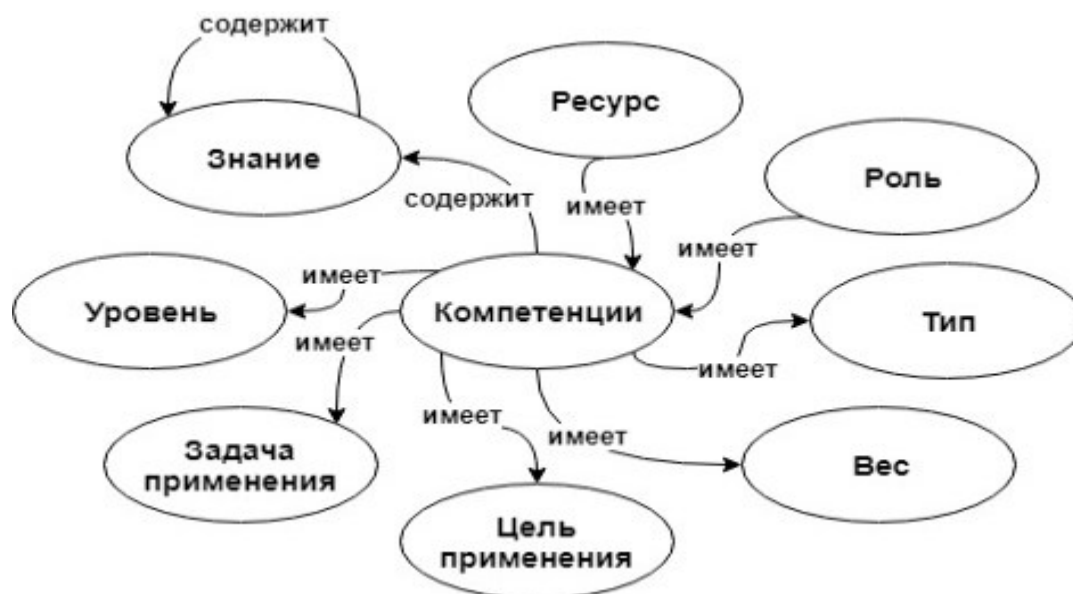 содержит
Ресурс
Знание
Роль
содержит
имеет
имеет
имеет
Уровень
Компетенции
Тип
имеет
имеет
имеет
имеет
Задача
применения
Вес
Цель
применения